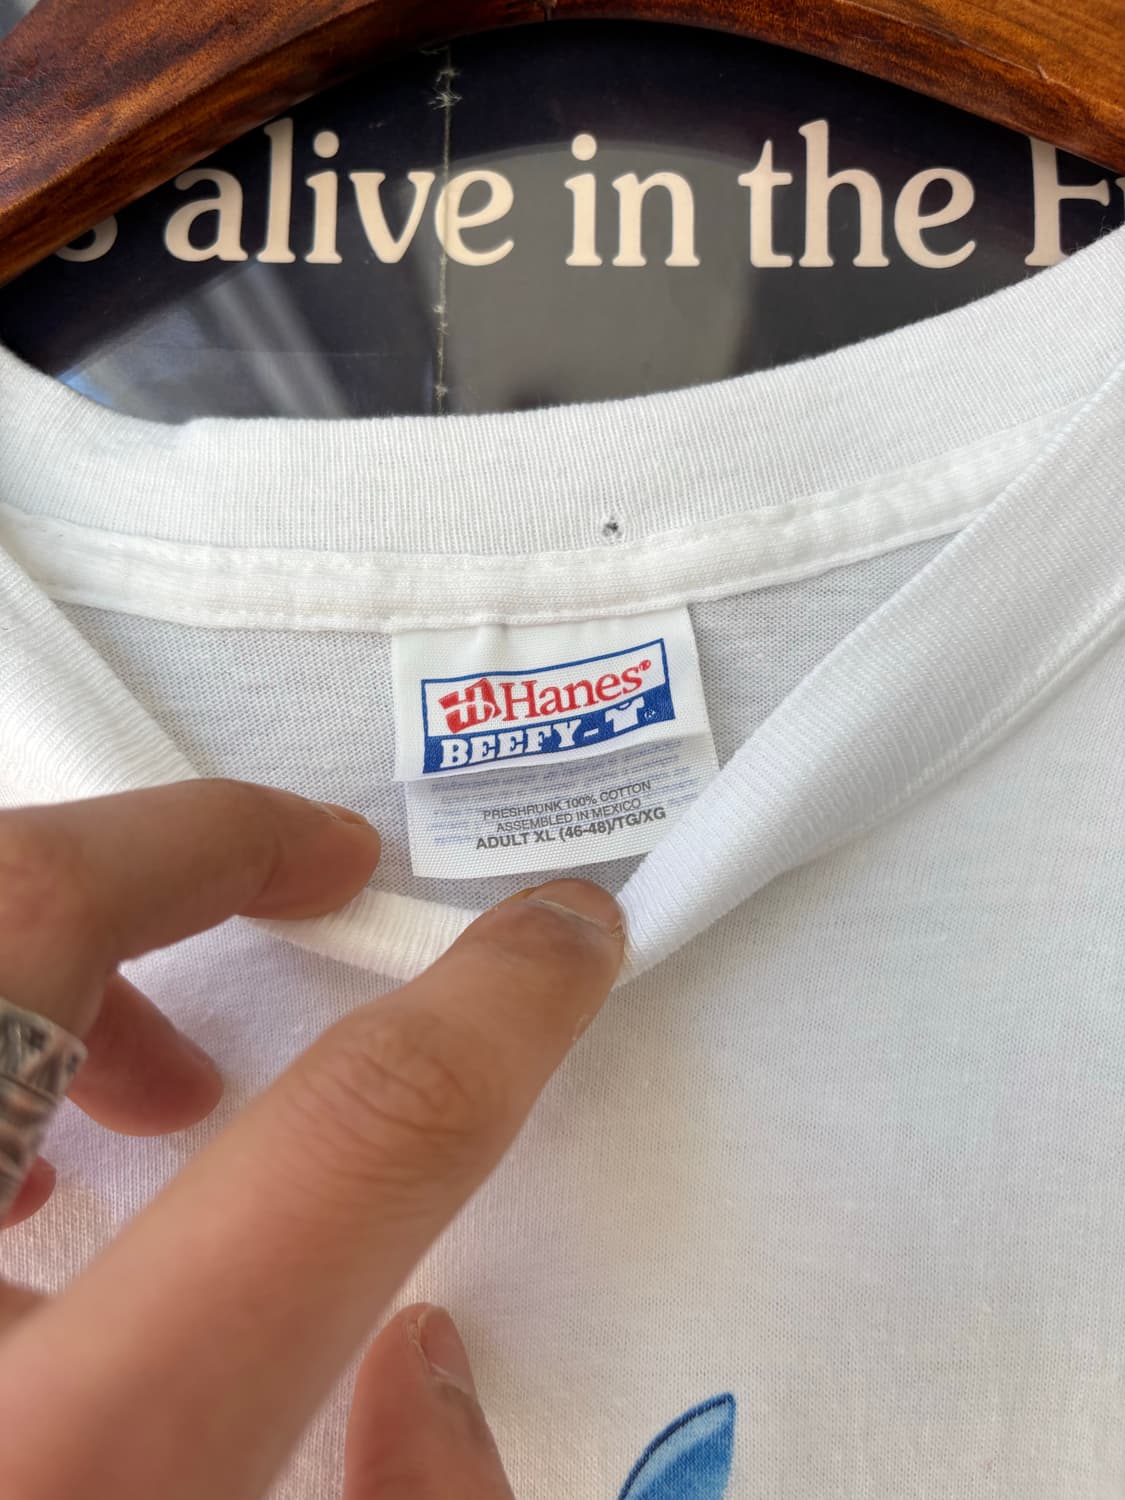 alive in the
Hanes®
BEEFY-T®
PRESHRUNK 100% COTTON
ASSEMBLED IN MEXICO
ADULT XL (46-48)/TG/XG